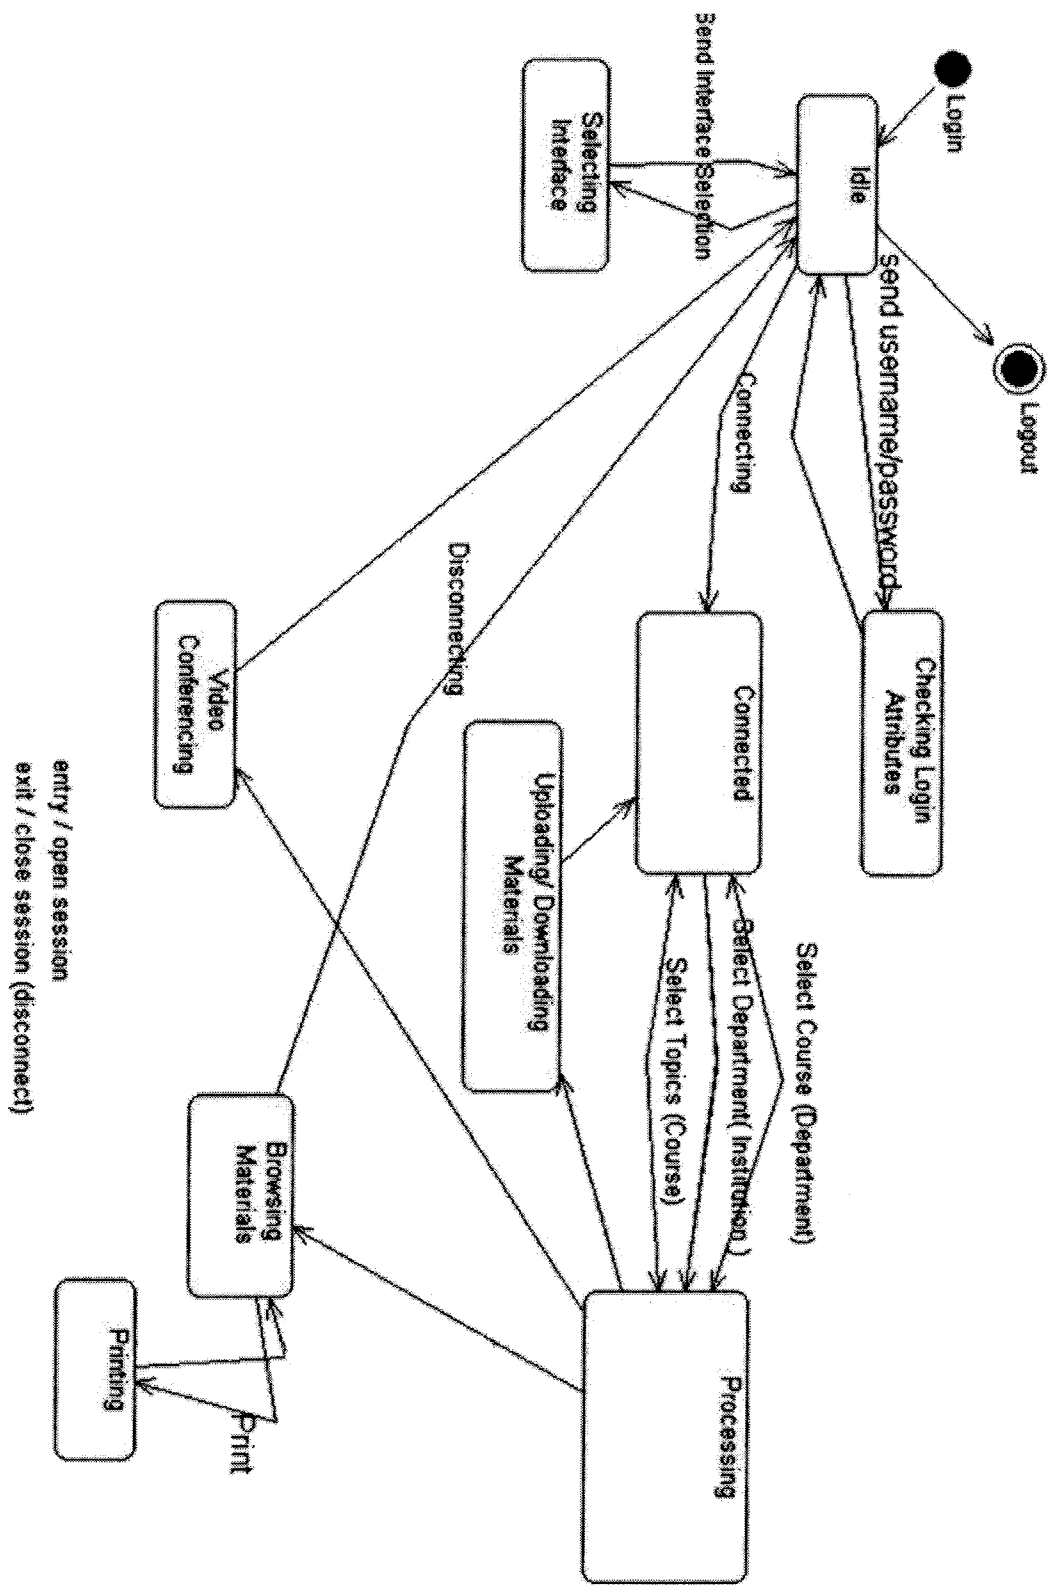 Login
Logout
Idle
send username/password
Checking Login
Attributes
Send Interface Selection
Selecting
Interface
Connecting
Connected
Select Course (Department)
Select Department( Institution )
Select Topics (Course)
Processing
Uploading/ Downloading
Materials
Disconnecting
Video
Conferencing
Browsing
Materials
Print
Printing
entry / open session
exit / close session (disconnect)